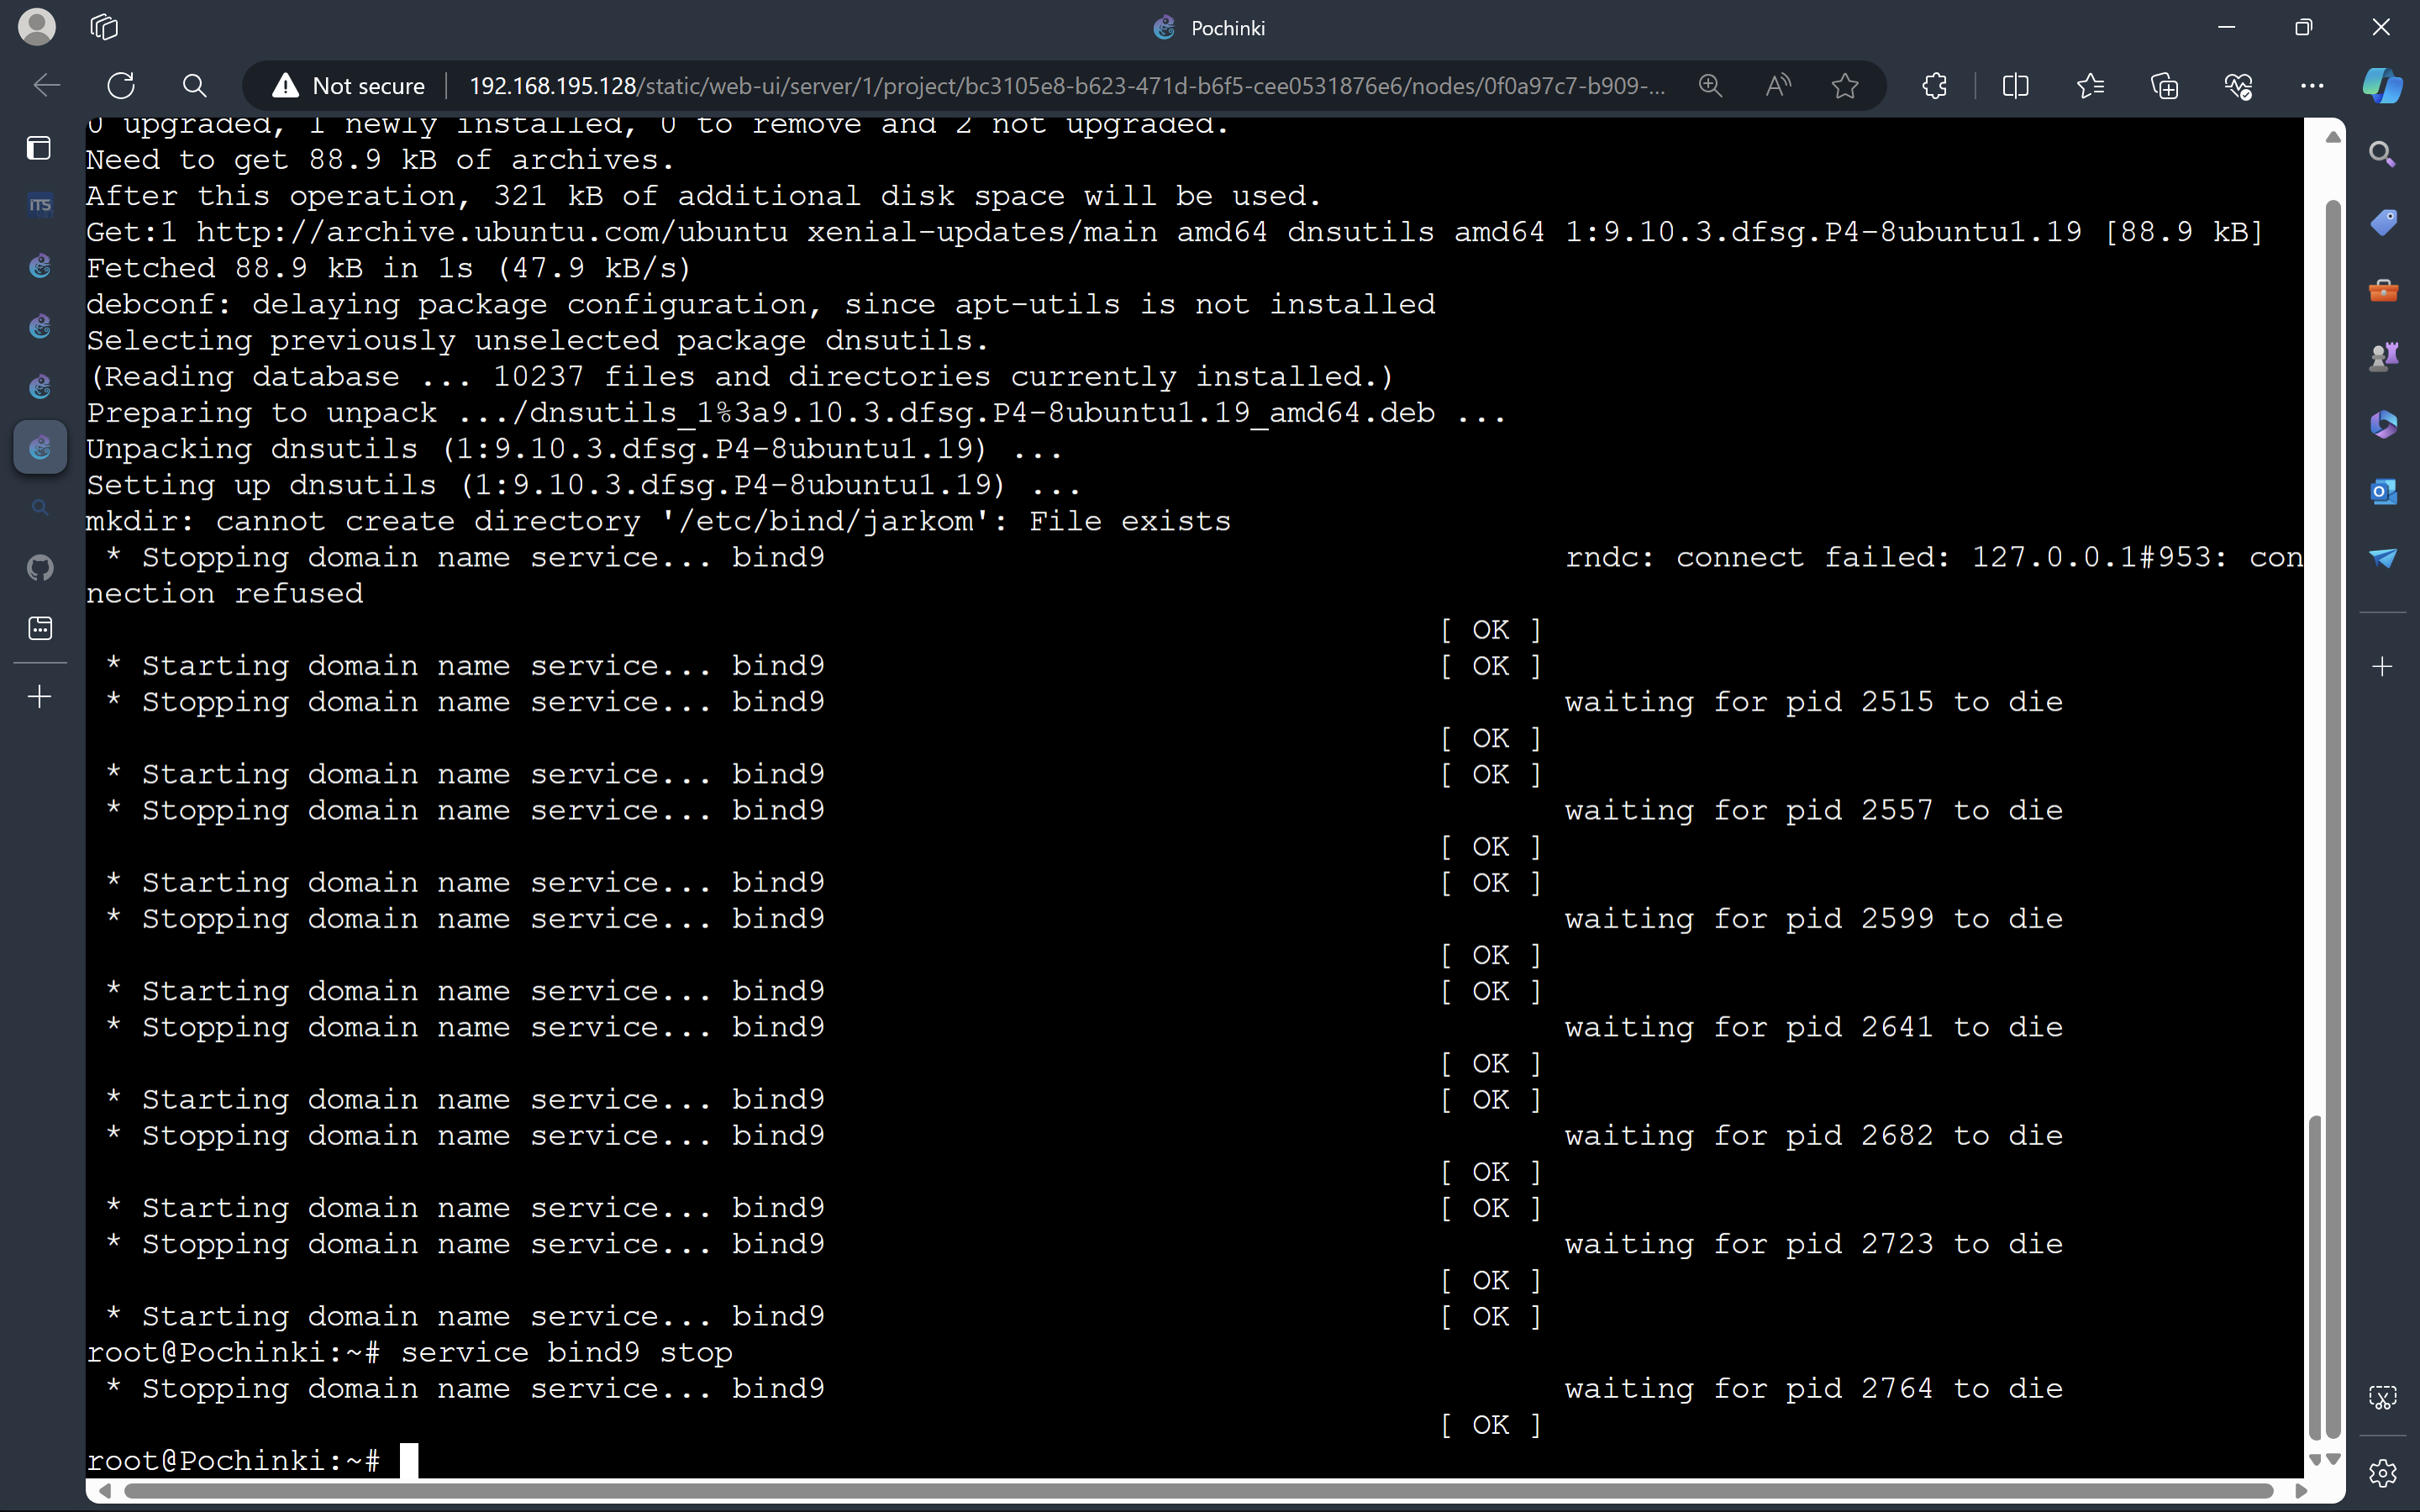 Pochinki
Not secure 192.168.195.128/static/web-ui/server/1/project/bc3105e8-b623-471d-b6f5-cee0531876e6/nodes/0f0a97c7-b909-...
0 upgraded, 1 newly installed, 0 to remove and 2 not upgraded.
Need to get 88.9 kB of archives.
After this operation, 321 kB of additional disk space will be used.
Get:1 http://archive.ubuntu.com/ubuntu xenial-updates/main amd64 dnsutils amd64 1:9.10.3.dfsg.P4-8ubuntu1.19 [88.9 kB]
Fetched 88.9 kB in 1s (47.9 kB/s)
debconf: delaying package configuration, since apt-utils is not installed
Selecting previously unselected package dnsutils.
(Reading database ... 10237 files and directories currently installed.)
Preparing to unpack .../dnsutils_1%3a9.10.3.dfsg.P4-8ubuntu1.19_amd64.deb ...
Unpacking dnsutils (1:9.10.3.dfsg.P4-8ubuntu1.19) ...
Setting up dnsutils (1:9.10.3.dfsg.P4-8ubuntu1.19) ...
mkdir: cannot create directory '/etc/bind/jarkom': File exists
* Stopping domain name service... bind9 rndc: connect failed: 127.0.0.1#953: con
nection refused
[ OK ]
* Starting domain name service... bind9 [ OK ]
* Stopping domain name service... bind9 waiting for pid 2515 to die
[ OK ]
* Starting domain name service... bind9 [ OK ]
* Stopping domain name service... bind9 waiting for pid 2557 to die
[ OK ]
* Starting domain name service... bind9 [ OK ]
* Stopping domain name service... bind9 waiting for pid 2599 to die
[ OK ]
* Starting domain name service... bind9 [ OK ]
* Stopping domain name service... bind9 waiting for pid 2641 to die
[ OK ]
* Starting domain name service... bind9 [ OK ]
* Stopping domain name service... bind9 waiting for pid 2682 to die
[ OK ]
* Starting domain name service... bind9 [ OK ]
* Stopping domain name service... bind9 waiting for pid 2723 to die
[ OK ]
* Starting domain name service... bind9 [ OK ]
root@Pochinki:~# service bind9 stop
* Stopping domain name service... bind9 waiting for pid 2764 to die
[ OK ]
root@Pochinki:~#
ITS